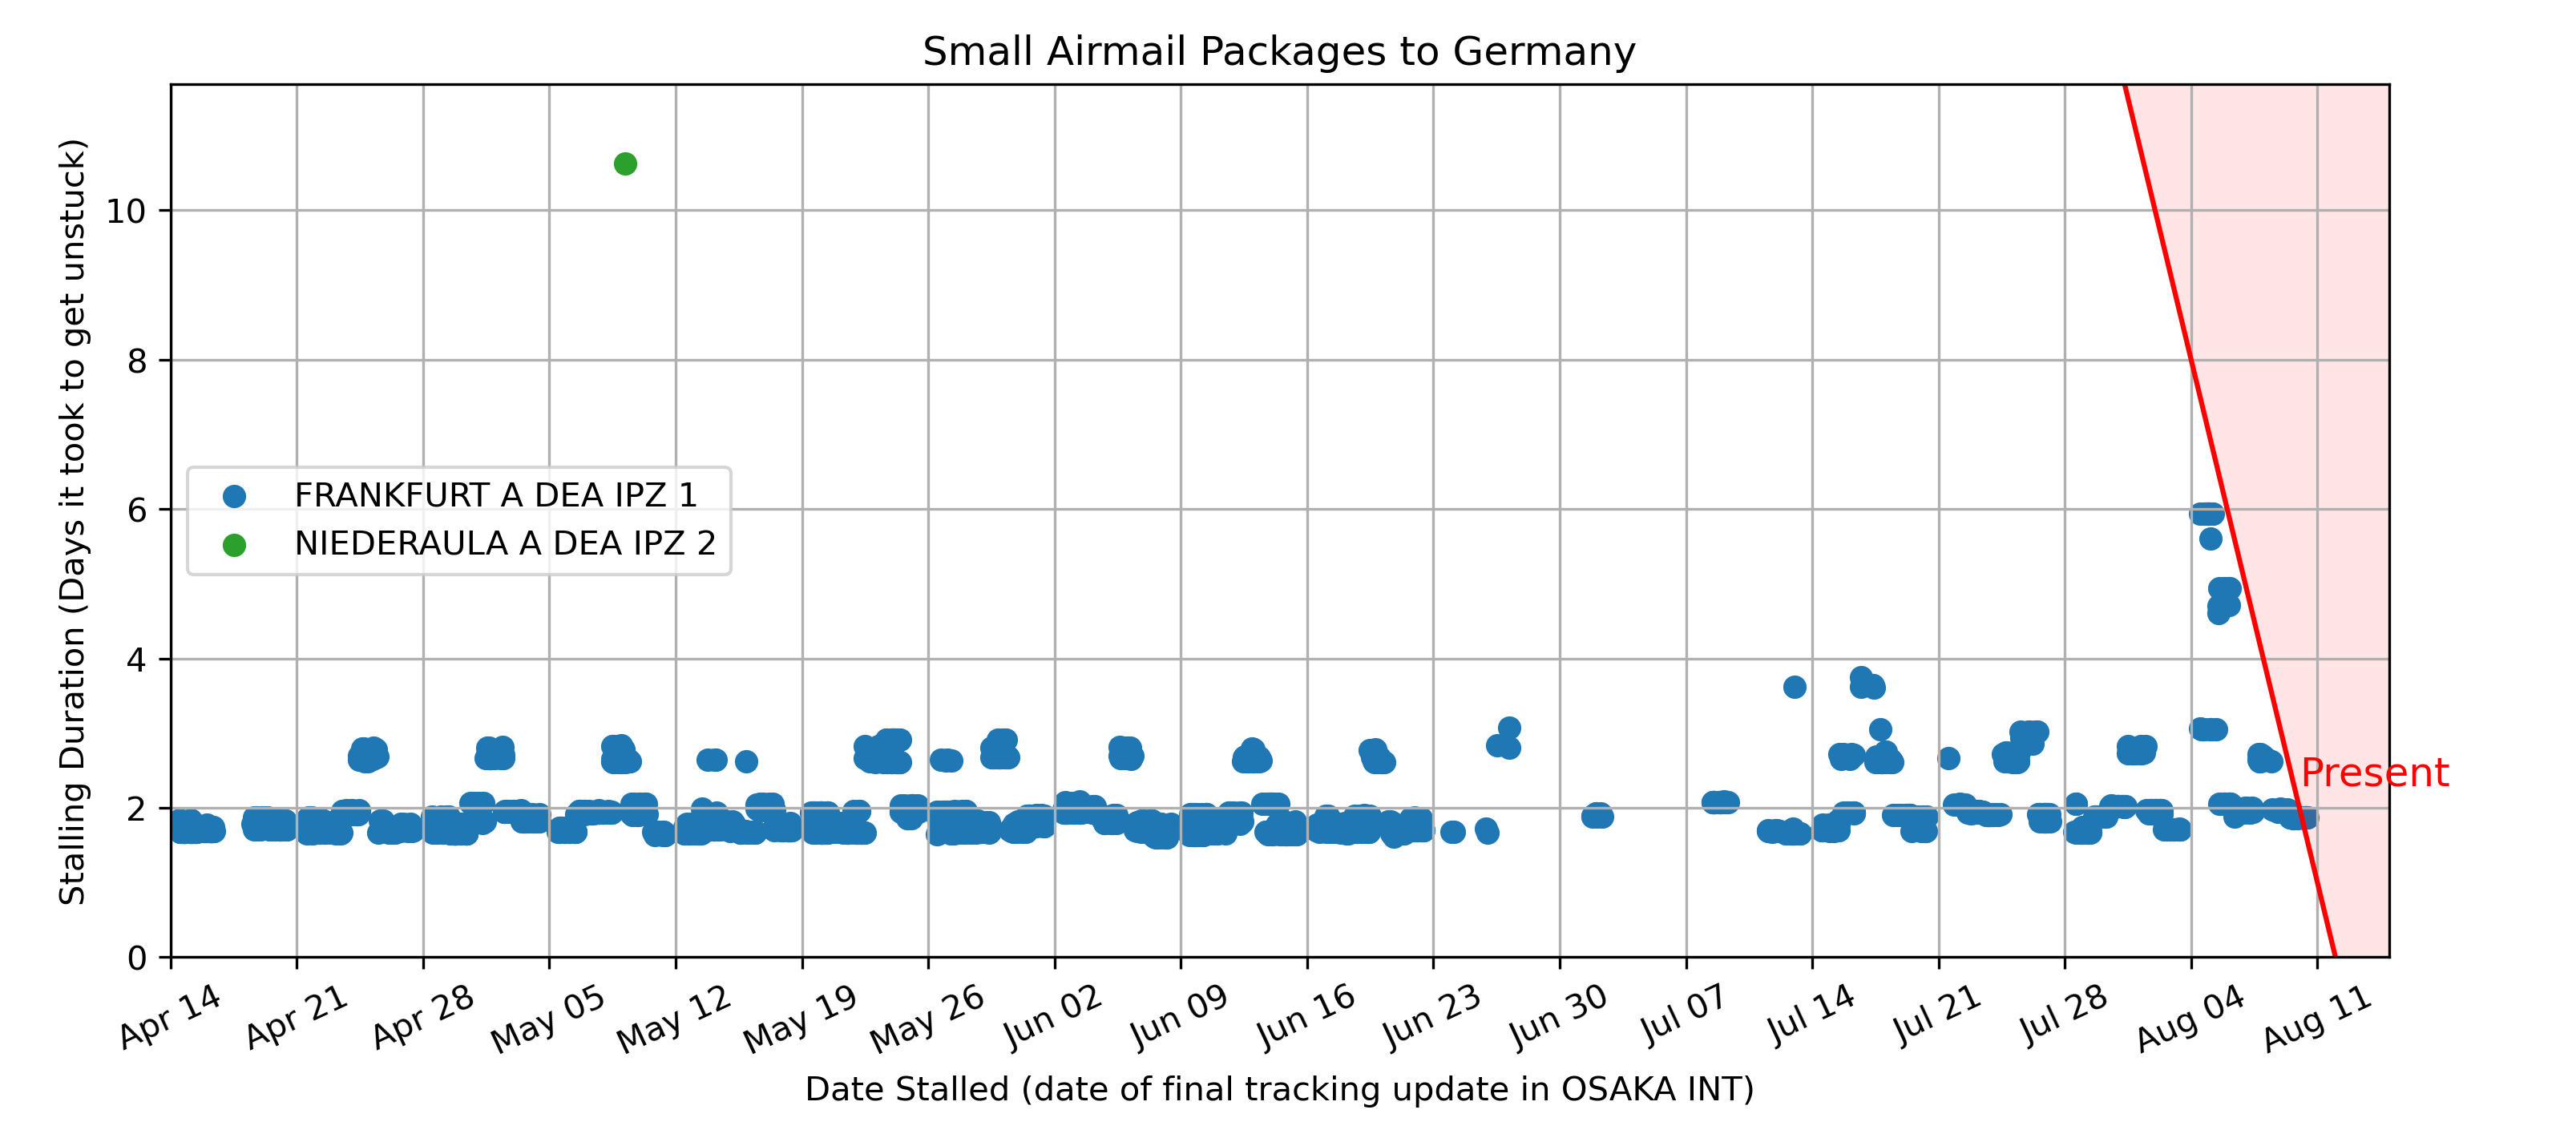 Small Airmail Packages to Germany
Stalling Duration (Days it took to get unstuck)
10
8
6
4
2
0
FRANKFURT A DEA IPZ 1
NIEDERAULA A DEA IPZ 2
Present
Apr 14
Apr 21
Apr 28
May 05
May 12
May 19
May 26
Jun 02
Jun 09
Jun 16
Jun 23
Jun 30
Jul 07
Jul 14
Jul 21
Jul 28
Aug 04
Aug 11
Date Stalled (date of final tracking update in OSAKA INT)